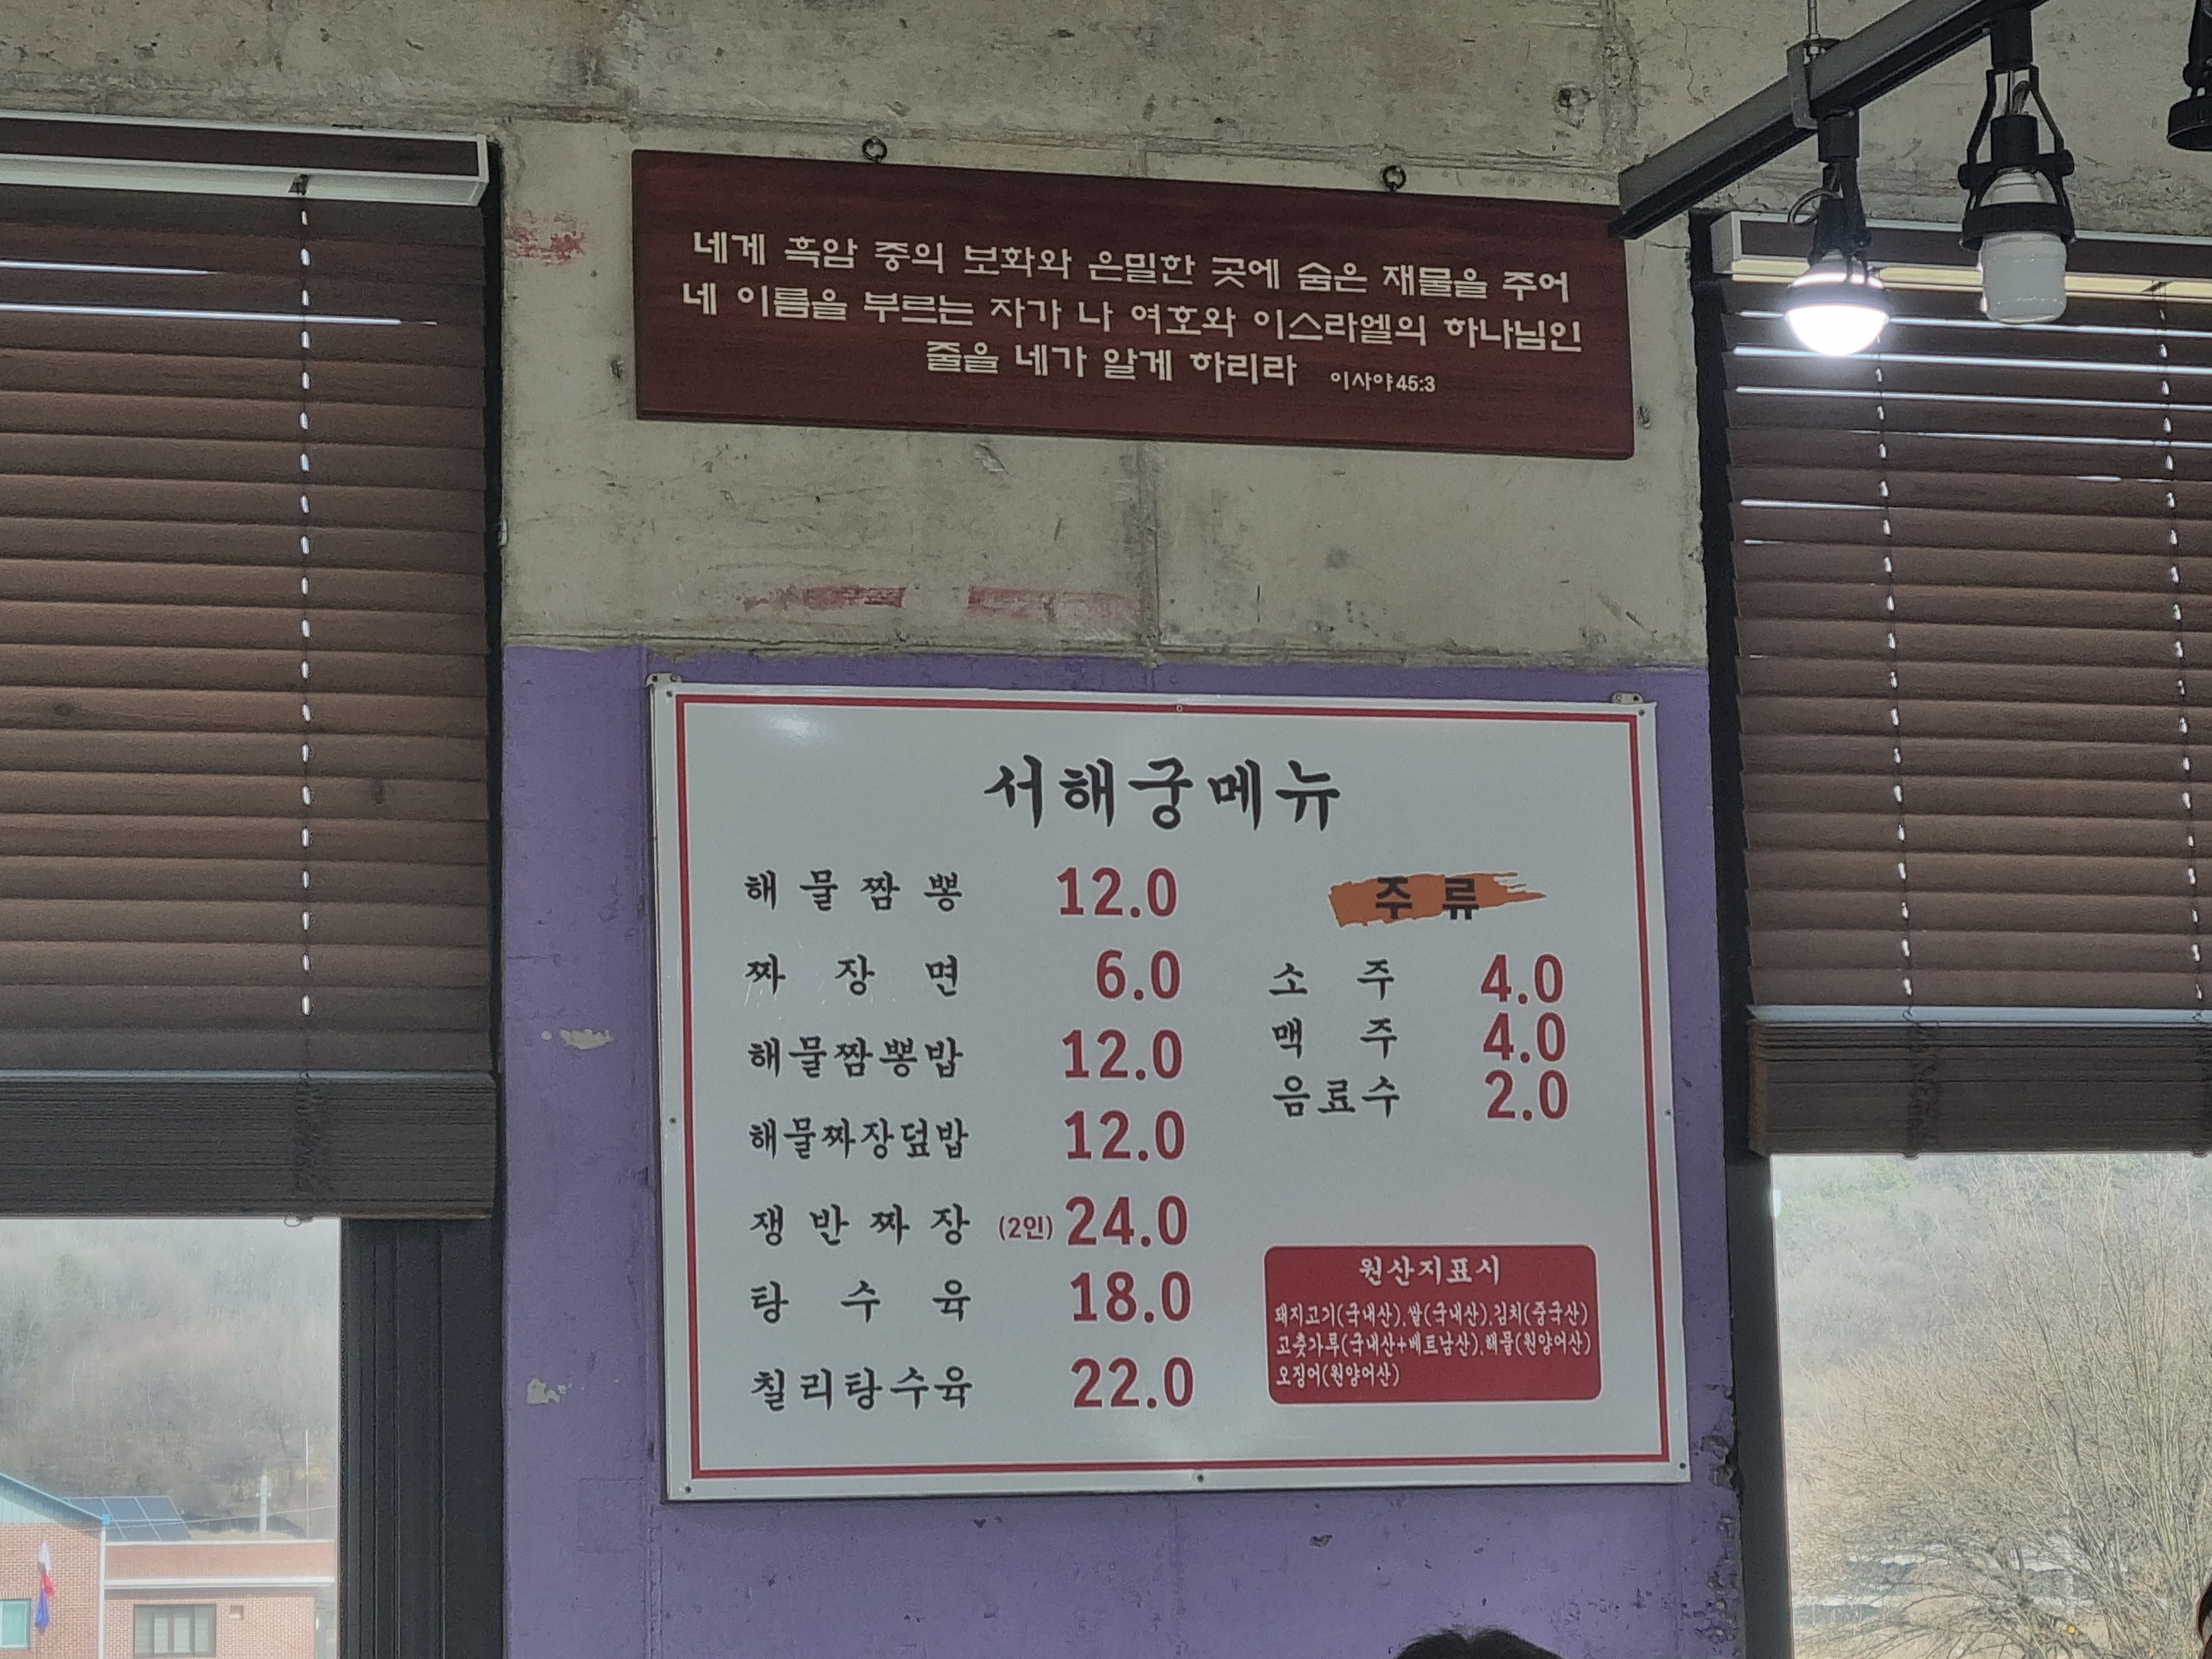 네게 흑암 중의 보화와 은밀한 곳에 숨은 재물을 주어
네 이름을 부르는 자가 나 여호와 이스라엘의 하나님인
줄을 네가 알게 하리라 이사야45:3
서해궁메뉴
해물짬뽕 12.0
짜장면 6.0
해물짬뽕밥 12.0
해물짜장덮밥 12.0
쟁반짜장 (2인) 24.0
탕수육 18.0
칠리탕수육 22.0
주류
소주 4.0
맥주 4.0
음료수 2.0
원산지표시
돼지고기(국내산).쌀(국내산).김치(중국산)
고춧가루(국내산+베트남산).해물(원양어산)
오징어(원양어산)